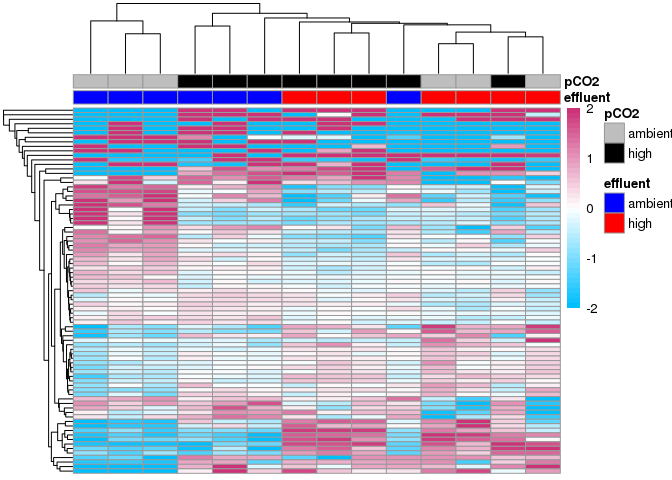 pCO2
effluent
2
1
0
-1
-2
pCO2
ambient
high
effluent
ambient
high